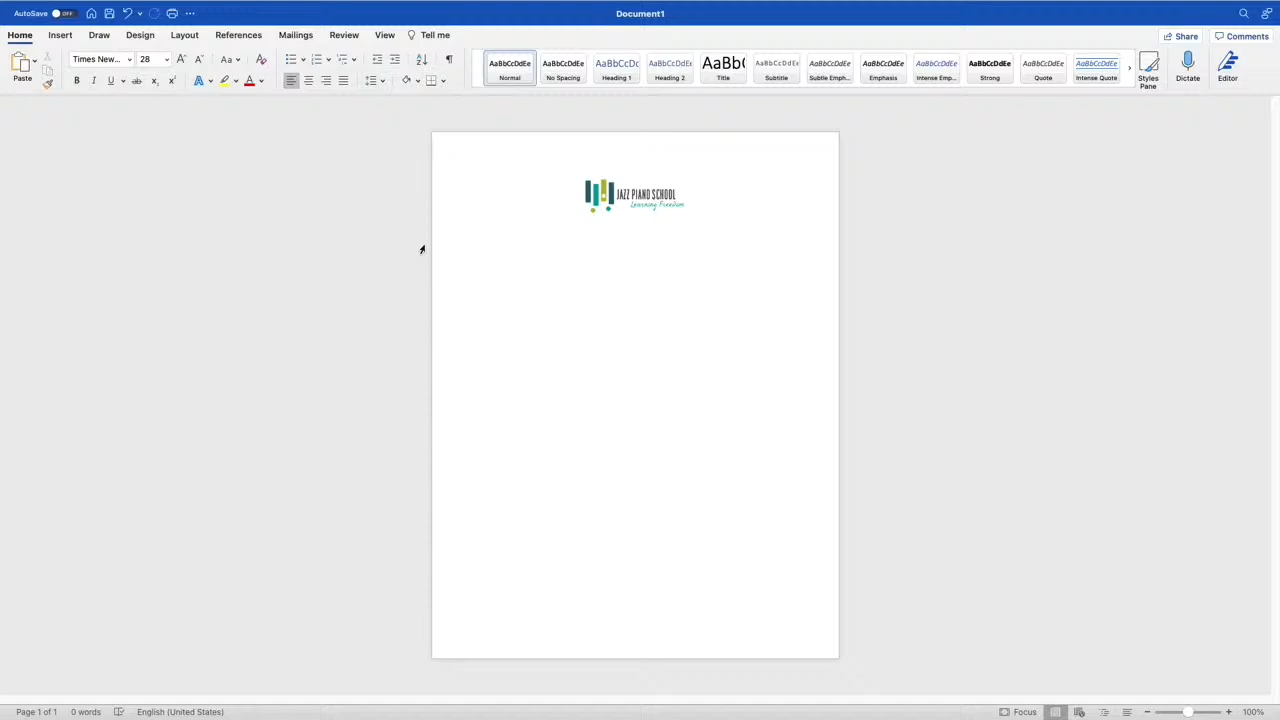 AutoSave OFF
Document1
Home Insert Draw Design Layout References Mailings Review View Tell me
Share Comments
Paste
Times New... 28
Aa
AaBbCcDdEe AaBbCcDdEe AaBbCcDc AaBbCcDdEe AaBb( AaBbCcDdEe AaBbCcDdEe AaBbCcDdEe AaBbCcDdEe AaBbCcDdEe AaBbCcDdEe AaBbCcDdEe
Normal No Spacing Heading 1 Heading 2 Title Subtitle Subtle Emph... Emphasis Intense Emp... Strong Quote Intense Quote
Styles
Pane
Dictate
Editor
JAZZ PIANO SCHOOL
Learning Freedom
Page 1 of 1 0 words English (United States) Focus 100%